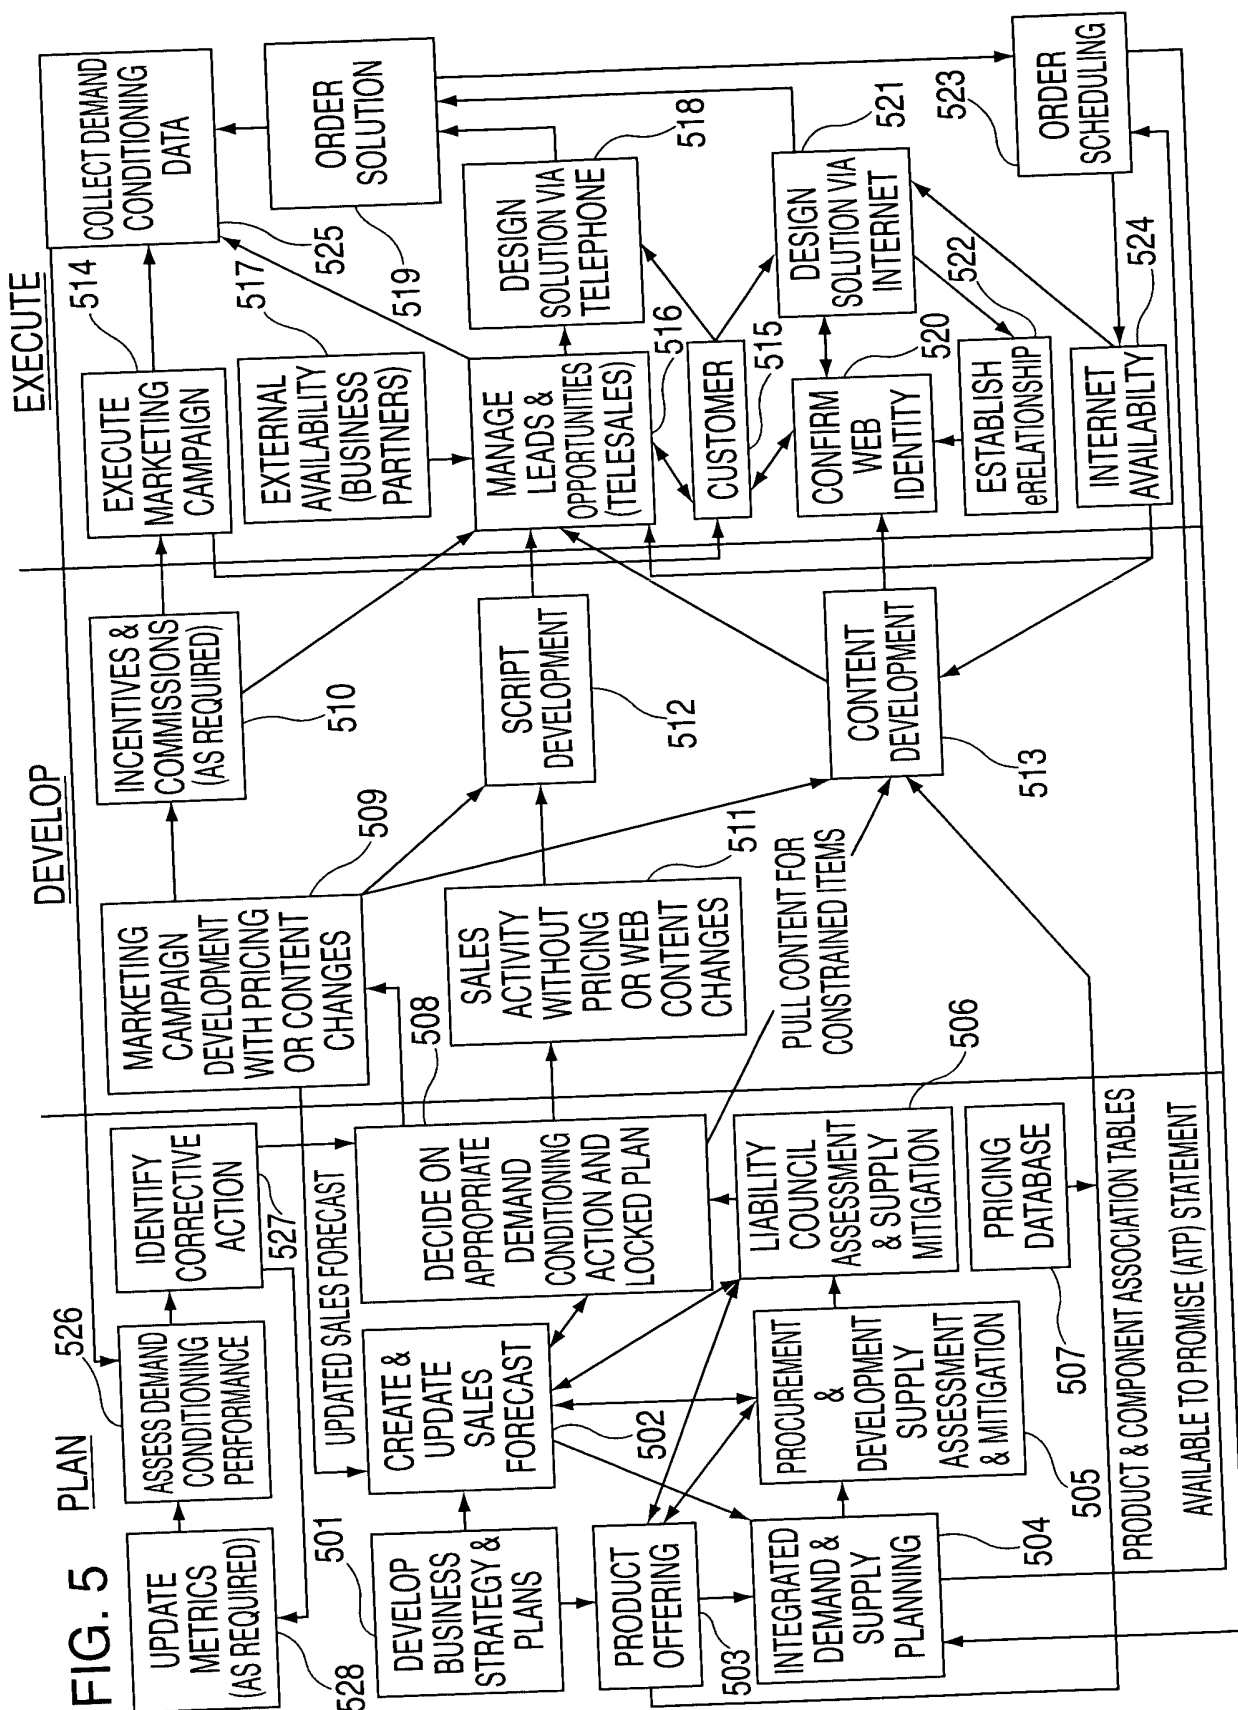 FIG. 5
PLAN
DEVELOP
EXECUTE
UPDATE
METRICS
(AS REQUIRED)
528
ASSESS DEMAND
CONDITIONING
PERFORMANCE
526
IDENTIFY
CORRECTIVE
ACTION
527
UPDATED SALES FORECAST
501
DEVELOP
BUSINESS
STRATEGY &
PLANS
CREATE &
UPDATE
SALES
FORECAST
502
DECIDE ON
APPROPRIATE
DEMAND
CONDITIONING
ACTION AND
LOCKED PLAN
508
PRODUCT
OFFERING
503
INTEGRATED
DEMAND &
SUPPLY
PLANNING
504
PROCUREMENT
&
DEVELOPMENT
SUPPLY
ASSESSMENT
& MITIGATION
505
LIABILITY
COUNCIL
ASSESSMENT
& SUPPLY
MITIGATION
506
PRICING
DATABASE
507
PRODUCT & COMPONENT ASSOCIATION TABLES
AVAILABLE TO PROMISE (ATP) STATEMENT
MARKETING
CAMPAIGN
DEVELOPMENT
WITH PRICING
OR CONTENT
CHANGES
509
INCENTIVES &
COMMISSIONS
(AS REQUIRED)
510
SALES
ACTIVITY
WITHOUT
PRICING
OR WEB
CONTENT
CHANGES
511
SCRIPT
DEVELOPMENT
512
PULL CONTENT FOR
CONSTRAINED ITEMS
CONTENT
DEVELOPMENT
513
EXECUTE
MARKETING
CAMPAIGN
514
COLLECT DEMAND
CONDITIONING
DATA
525
EXTERNAL
AVAILABILITY
(BUSINESS
PARTNERS)
517
ORDER
SOLUTION
519
MANAGE
LEADS &
OPPORTUNITIES
(TELESALES)
516
DESIGN
SOLUTION VIA
TELEPHONE
518
CUSTOMER
515
CONFIRM
WEB
IDENTITY
520
DESIGN
SOLUTION VIA
INTERNET
521
ESTABLISH
eRELATIONSHIP
522
INTERNET
AVAILABILITY
524
ORDER
SCHEDULING
523